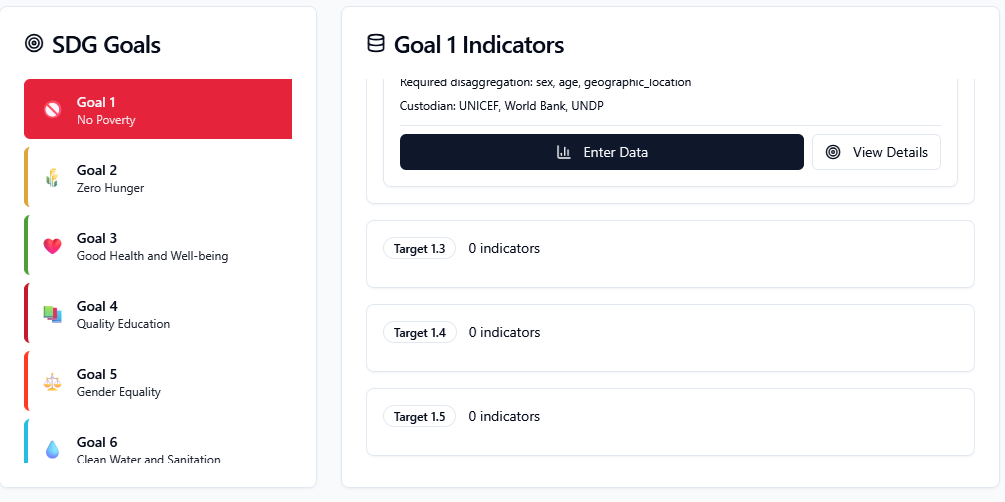 SDG Goals
Goal 1
No Poverty
Goal 2
Zero Hunger
Goal 3
Good Health and Well-being
Goal 4
Quality Education
Goal 5
Gender Equality
Goal 6
Clean Water and Sanitation
Goal 1 Indicators
Required disaggregation: sex, age, geographic_location
Custodian: UNICEF, World Bank, UNDP
Enter Data
View Details
Target 1.3 0 indicators
Target 1.4 0 indicators
Target 1.5 0 indicators